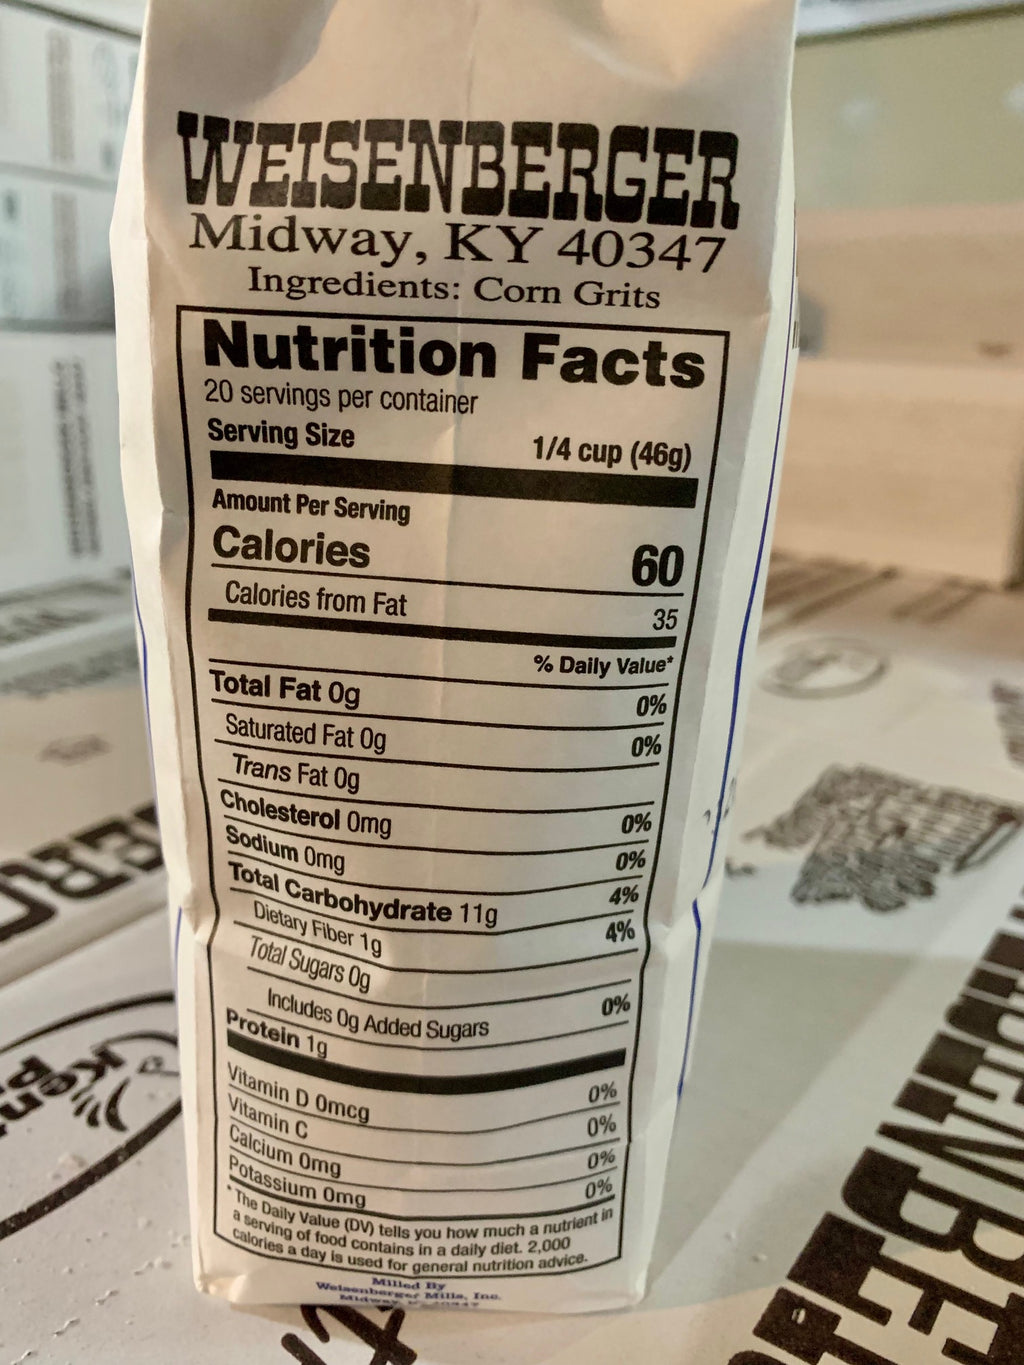 WEISENBERGER
Midway, KY 40347
Ingredients: Corn Grits
Nutrition Facts
20 servings per container
Serving Size 1/4 cup (46g)
Amount Per Serving
Calories 60
Calories from Fat 35
% Daily Value*
Total Fat 0g 0%
Saturated Fat 0g 0%
Trans Fat 0g
Cholesterol 0mg 0%
Sodium 0mg 0%
Total Carbohydrate 11g 4%
Dietary Fiber 1g 4%
Total Sugars 0g
Includes 0g Added Sugars 0%
Protein 1g
Vitamin D 0mcg 0%
Vitamin C 0%
Calcium 0mg 0%
Potassium 0mg 0%
*The Daily Value (DV) tells you how much a nutrient in
a serving of food contains in a daily diet. 2,000
calories a day is used for general nutrition advice.
Milled By
Weisenberger Mills, Inc.
Midway